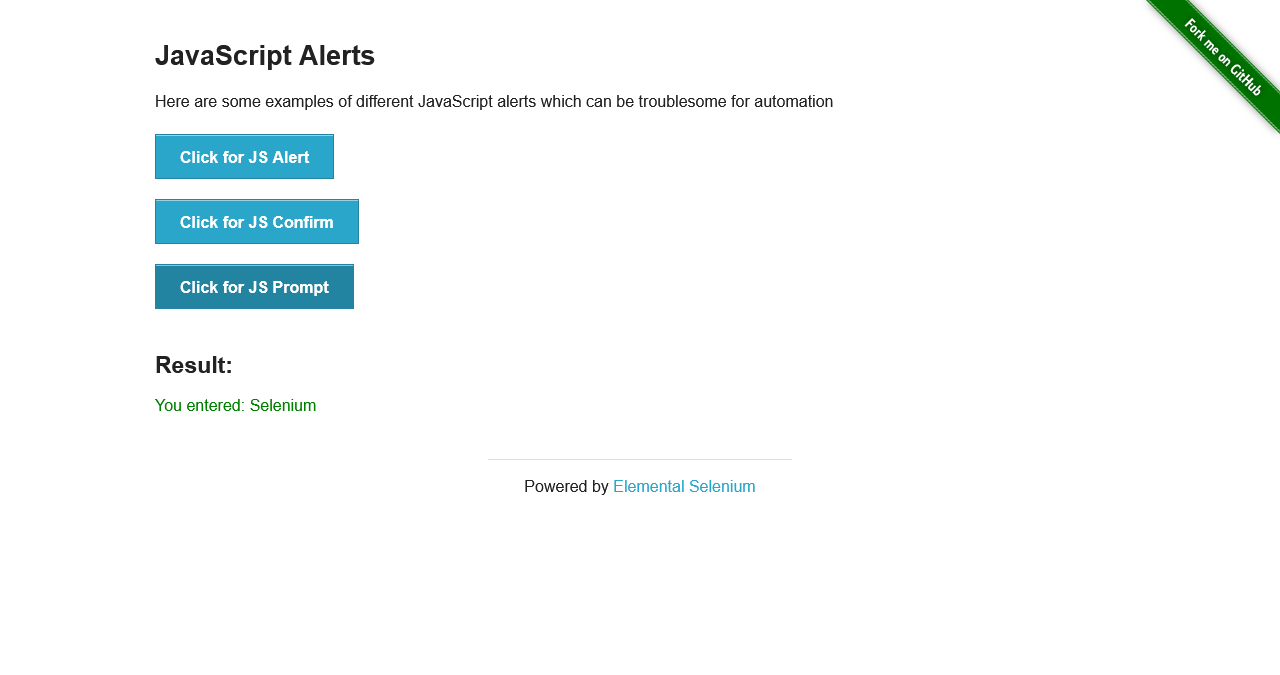 Fork me on GitHub
JavaScript Alerts
Here are some examples of different JavaScript alerts which can be troublesome for automation
Click for JS Alert
Click for JS Confirm
Click for JS Prompt
Result:
You entered: Selenium
Powered by Elemental Selenium